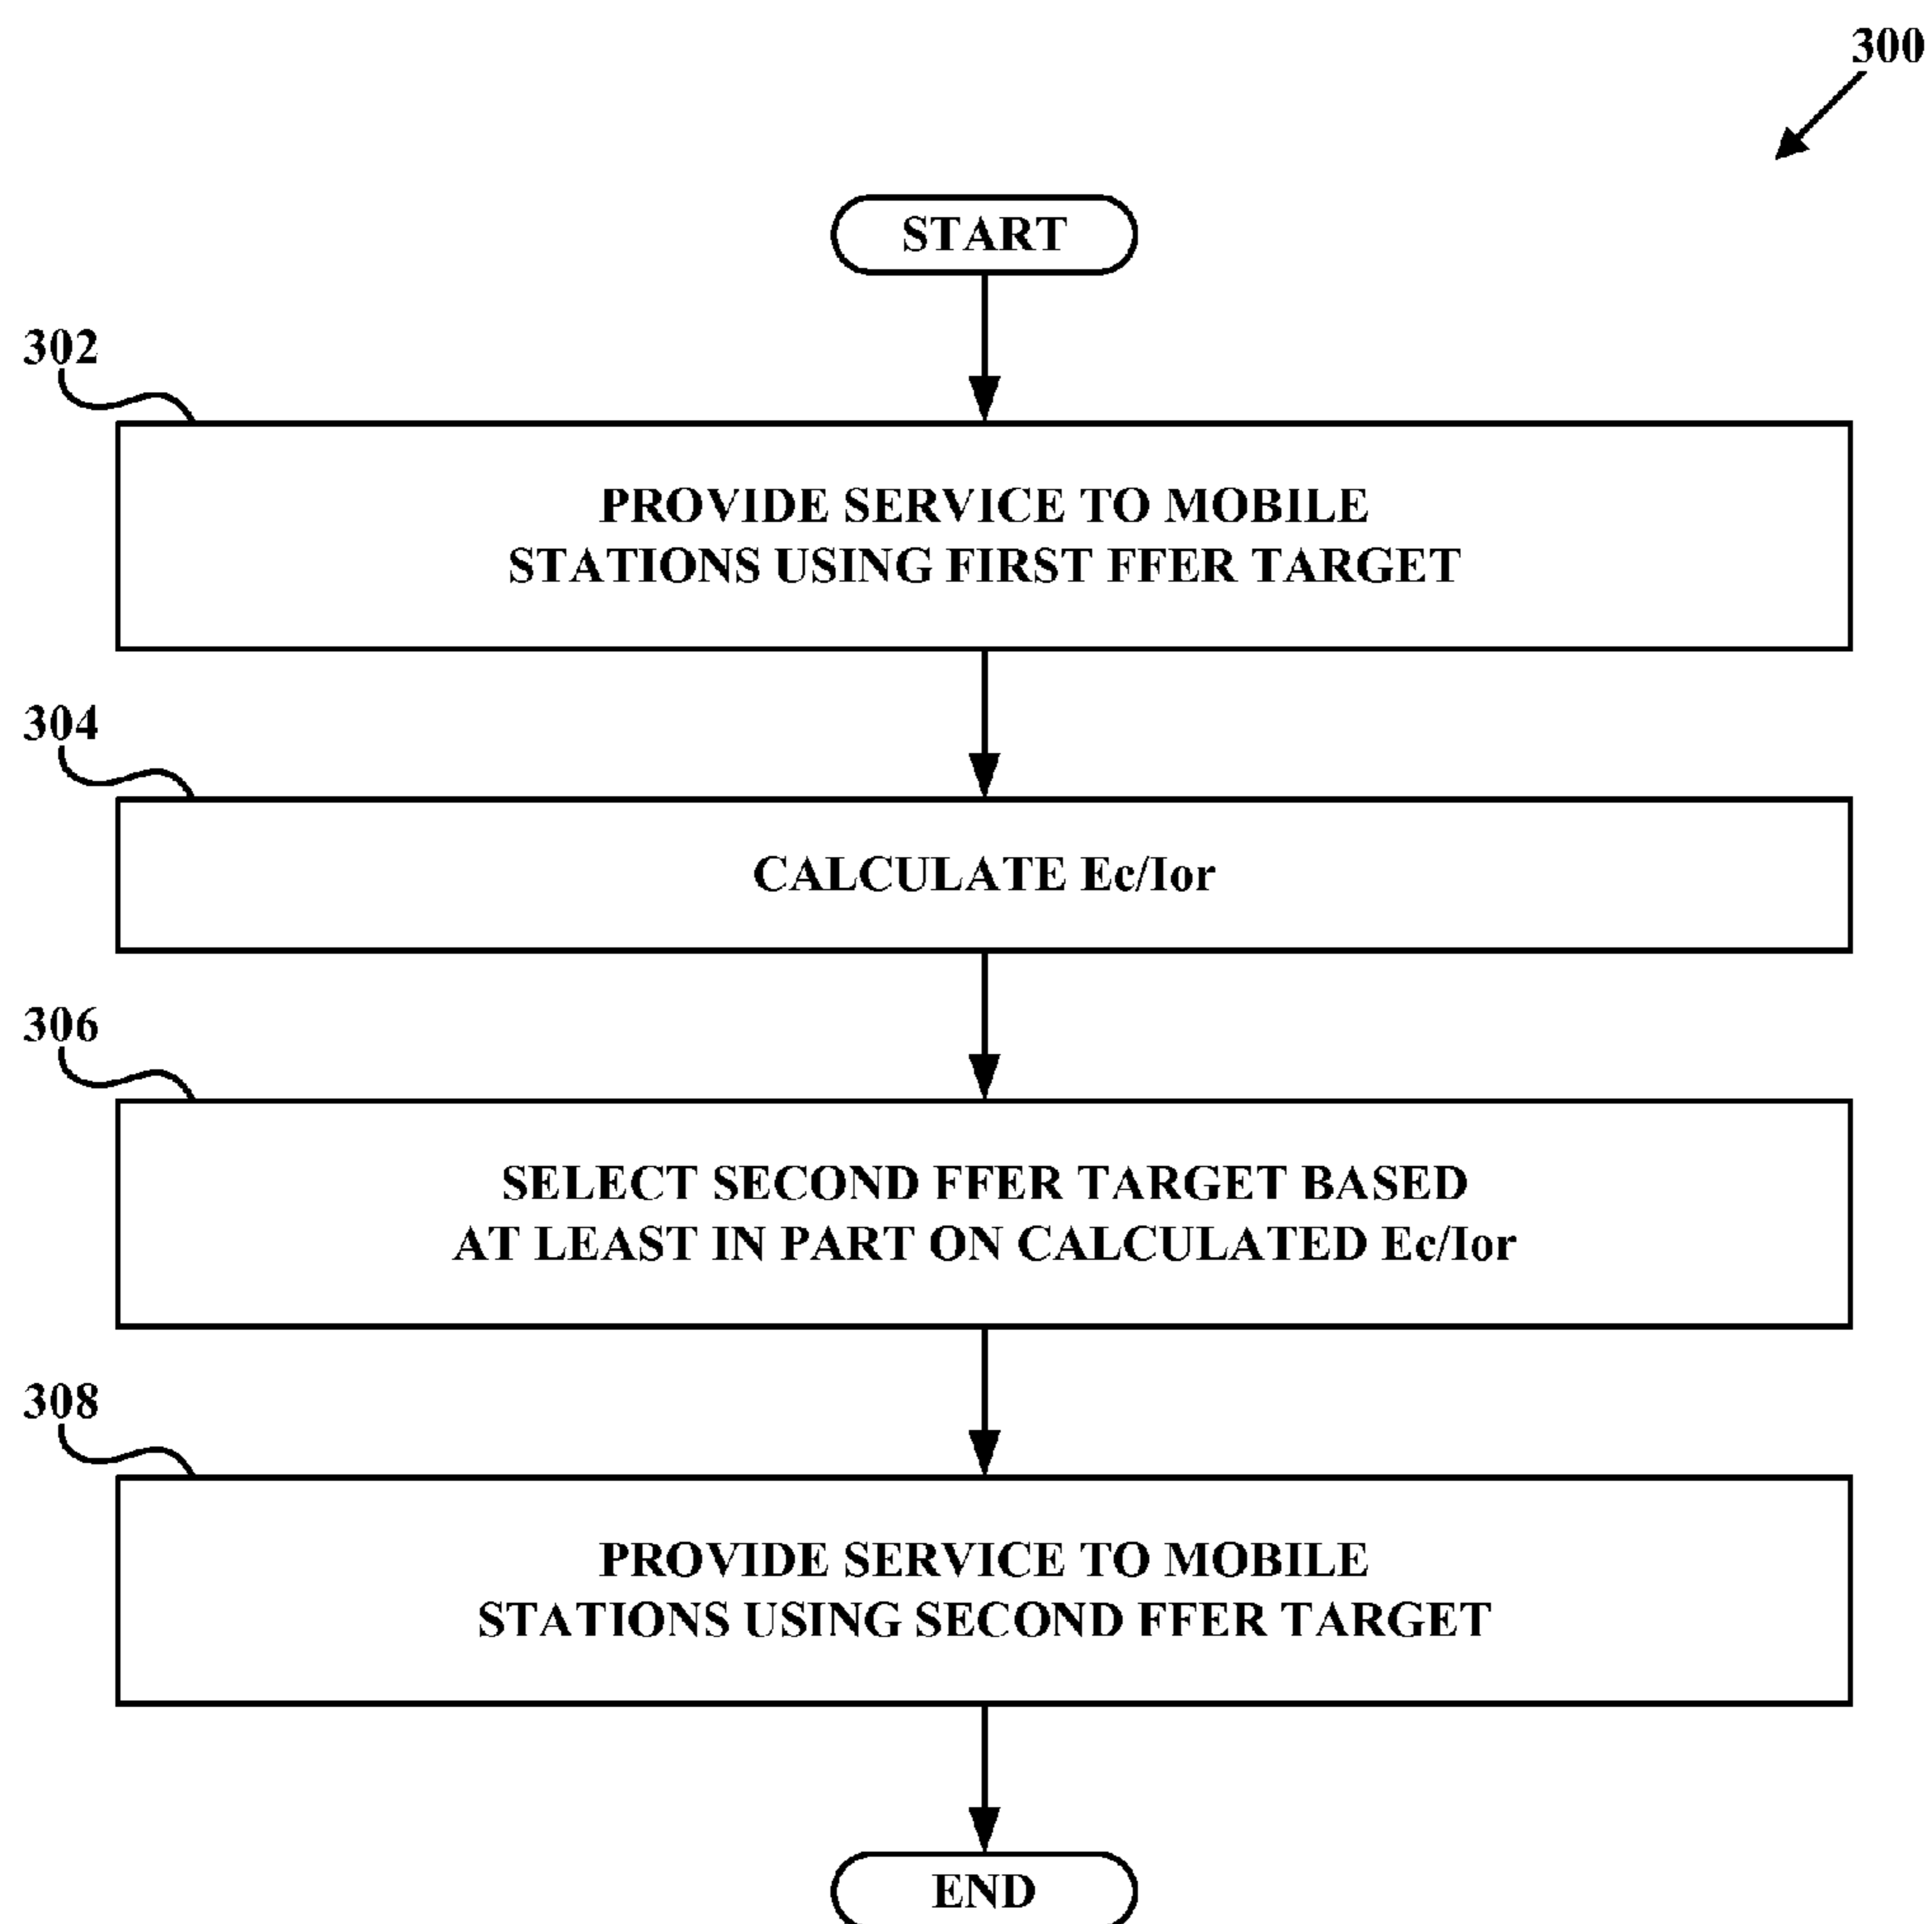 300
START
302
PROVIDE SERVICE TO MOBILE
STATIONS USING FIRST FFER TARGET
304
CALCULATE Ec/Ior
306
SELECT SECOND FFER TARGET BASED
AT LEAST IN PART ON CALCULATED Ec/Ior
308
PROVIDE SERVICE TO MOBILE
STATIONS USING SECOND FFER TARGET
END